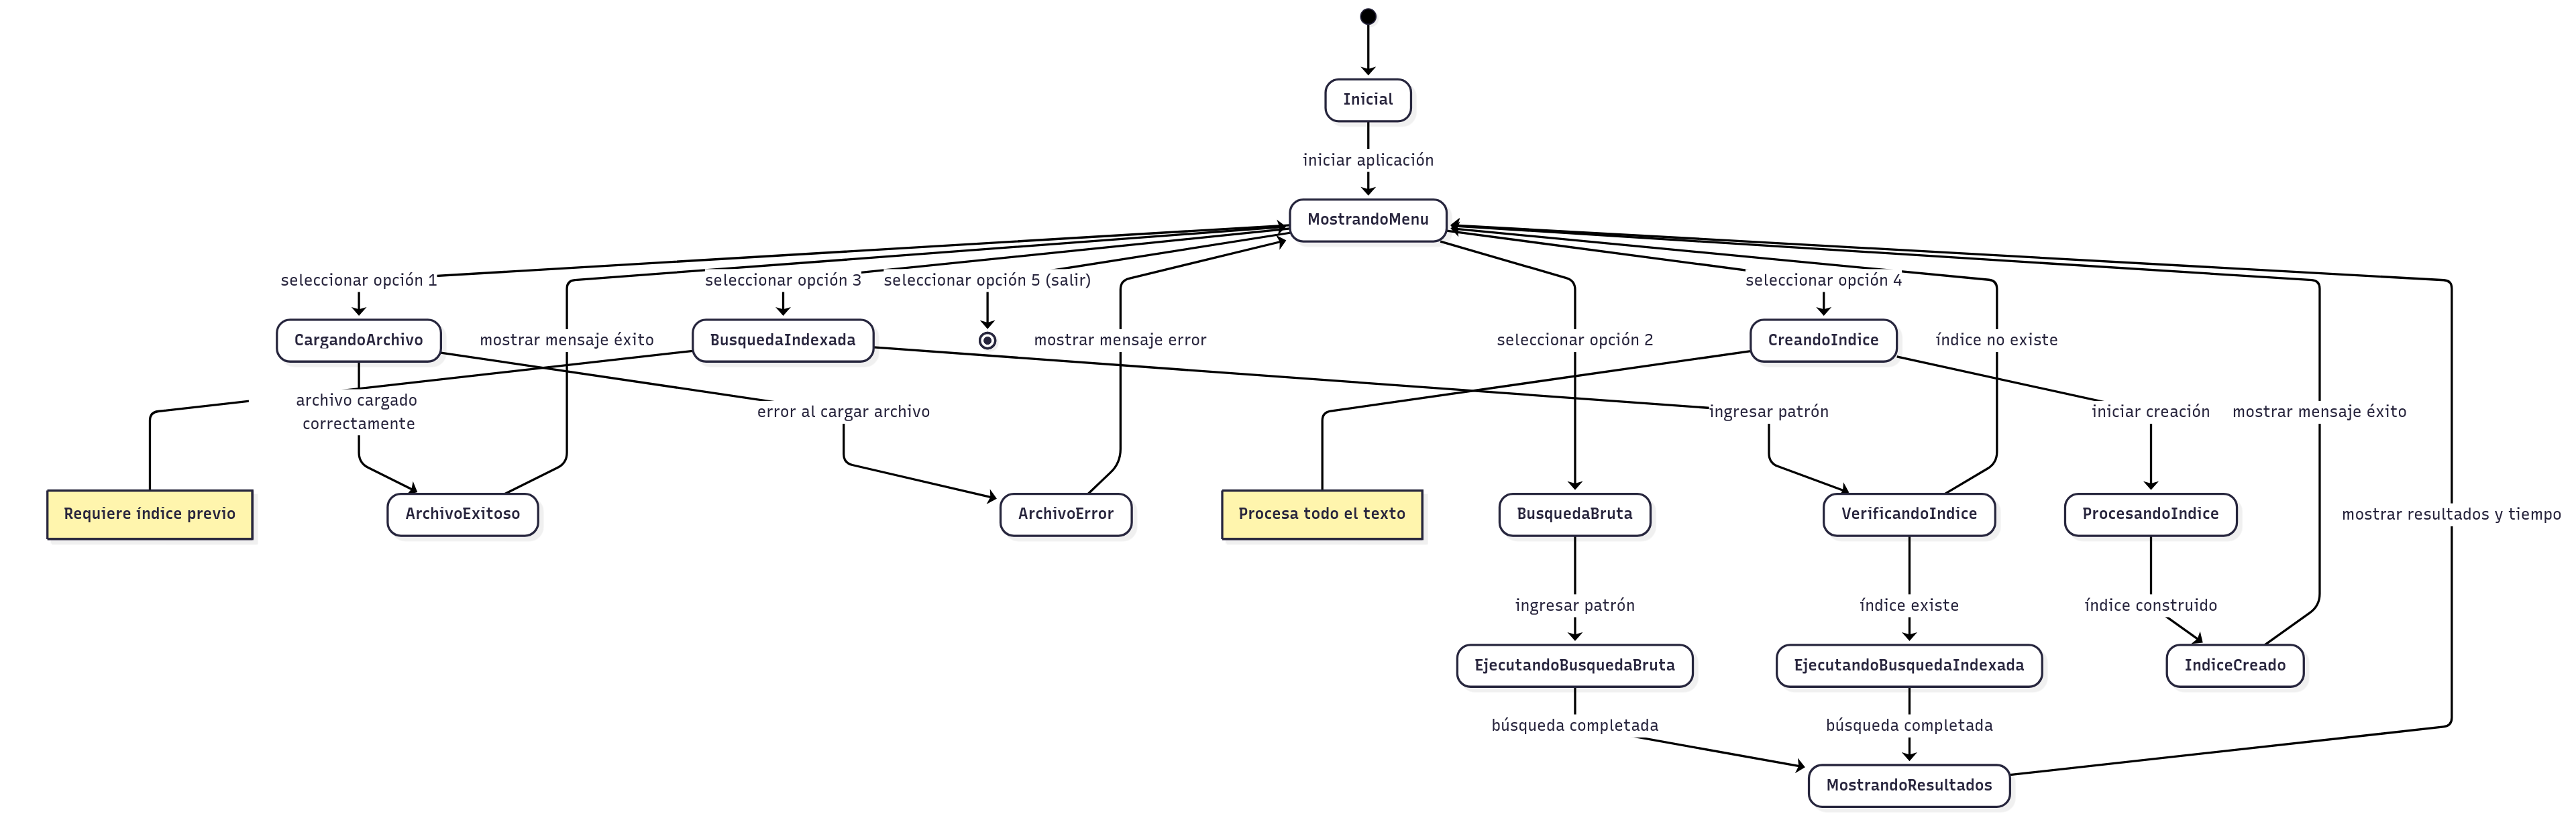 Inicial
iniciar aplicación
MostrandoMenu
seleccionar opción 1
seleccionar opción 3
seleccionar opción 5 (salir)
seleccionar opción 4
CargandoArchivo
mostrar mensaje éxito
BusquedaIndexada
mostrar mensaje error
seleccionar opción 2
CreandoIndice
índice no existe
archivo cargado
correctamente
error al cargar archivo
ingresar patrón
iniciar creación
mostrar mensaje éxito
Requiere índice previo
ArchivoExitoso
ArchivoError
Procesa todo el texto
BusquedaBruta
VerificandoIndice
ProcesandoIndice
mostrar resultados y tiempo
ingresar patrón
índice existe
índice construido
EjecutandoBusquedaBruta
EjecutandoBusquedaIndexada
IndiceCreado
búsqueda completada
búsqueda completada
MostrandoResultados